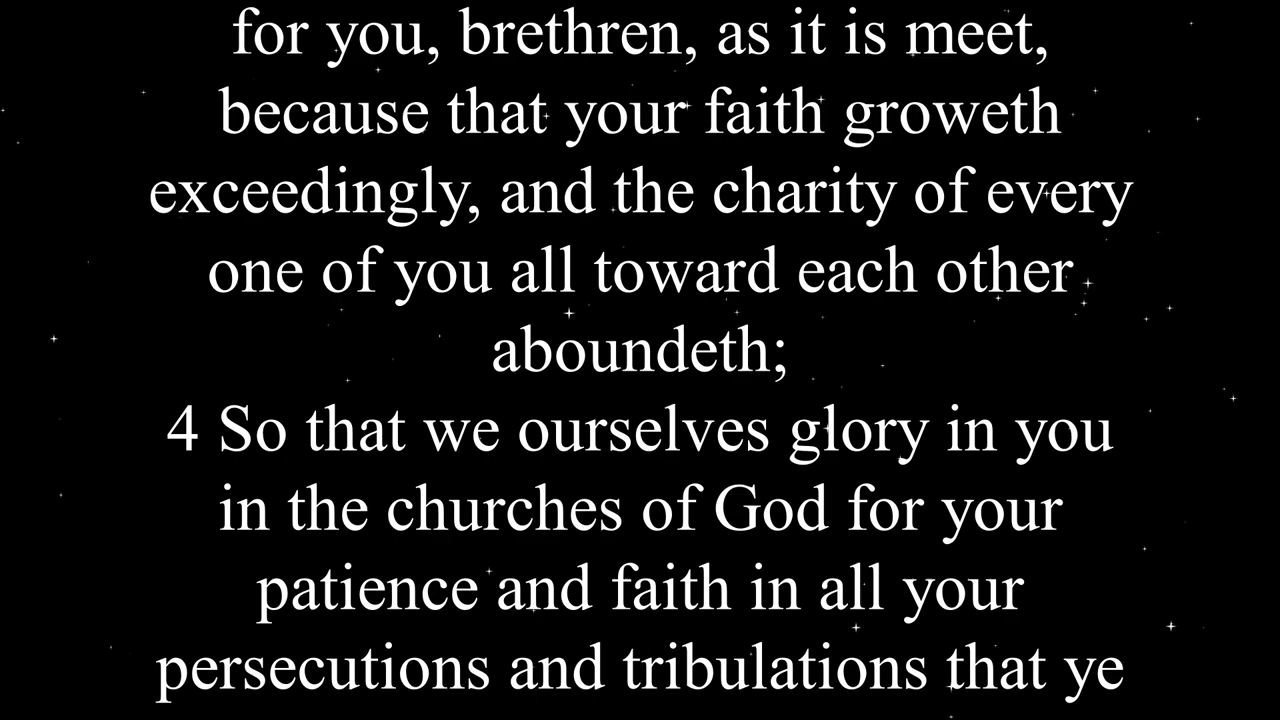 for you, brethren, as it is meet,
because that your faith groweth
exceedingly, and the charity of every
one of you all toward each other
aboundeth;
4 So that we ourselves glory in you
in the churches of God for your
patience and faith in all your
persecutions and tribulations that ye